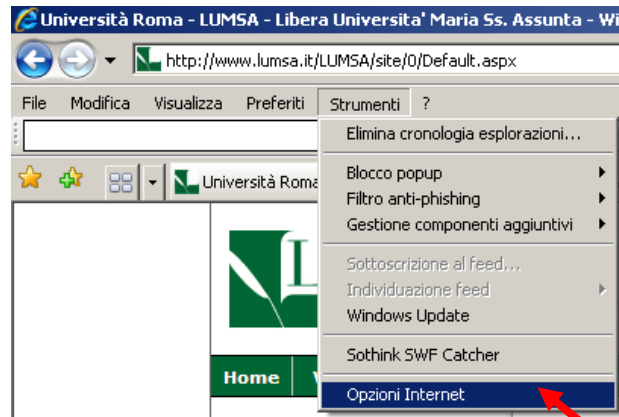 Università Roma - LUMSA - Libera Universita' Maria Ss. Assunta - Wi
http://www.lumsa.it/LUMSA/site/0/Default.aspx
File Modifica Visualizza Preferiti Strumenti ?
Elimina cronologia esplorazioni...
Blocco popup
Filtro anti-phishing
Gestione componenti aggiuntivi
Sottoscrizione al feed...
Individuazione feed
Windows Update
Sothink SWF Catcher
Opzioni Internet
Università Roma
L
Home